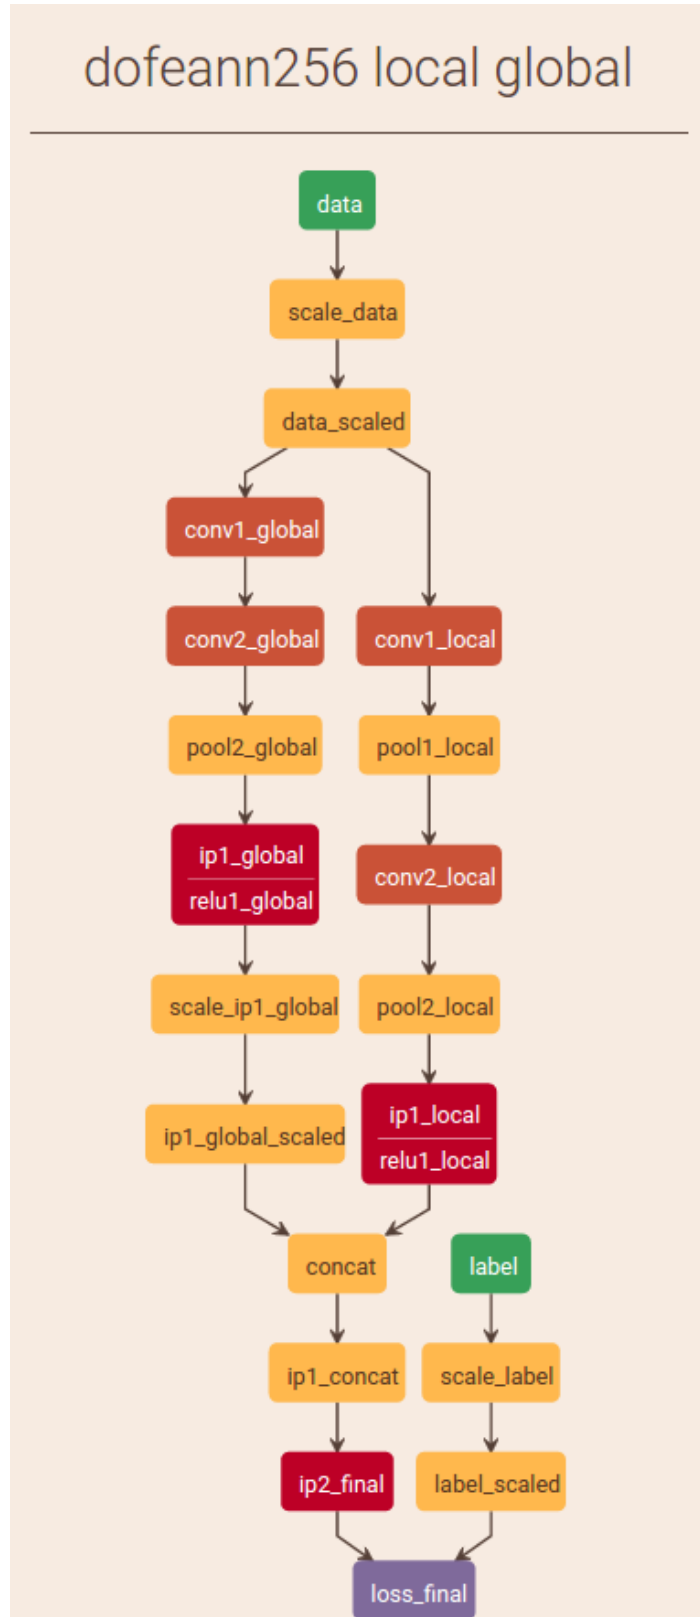 dofeann256 local global
data
scale_data
data_scaled
conv1_global
conv2_global
conv1_local
pool2_global
pool1_local
ip1_global
relu1_global
conv2_local
scale_ip1_global
pool2_local
ip1_global_scaled
ip1_local
relu1_local
concat
label
ip1_concat
scale_label
ip2_final
label_scaled
loss_final